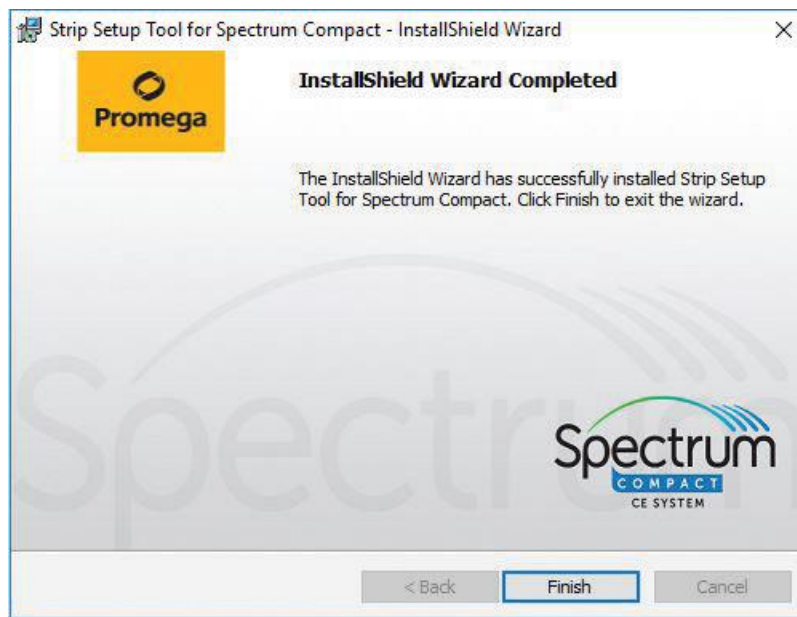 Strip Setup Tool for Spectrum Compact - InstallShield Wizard
Promega
InstallShield Wizard Completed
The InstallShield Wizard has successfully installed Strip Setup
Tool for Spectrum Compact. Click Finish to exit the wizard.
Spectrum
Spectrum
COMPACT
CE SYSTEM
< Back
Finish
Cancel